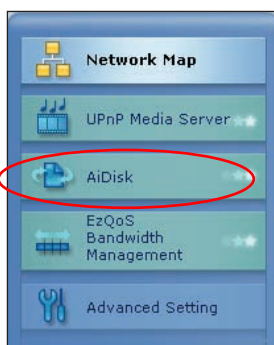 Network Map
UPnP Media Server
AiDisk
EzQoS
Bandwidth
Management
Advanced Setting